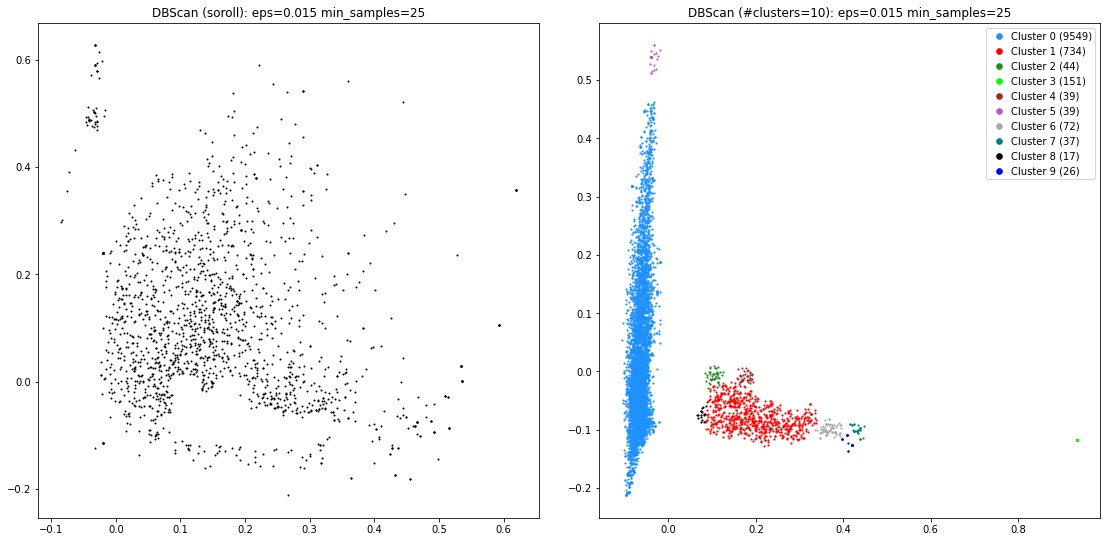 DBScan (soroll): eps=0.015 min_samples=25
0.6
0.4
0.2
0.0
−0.2
−0.1 0.0 0.1 0.2 0.3 0.4 0.5 0.6
DBScan (#clusters=10): eps=0.015 min_samples=25
Cluster 0 (9549)
Cluster 1 (734)
Cluster 2 (44)
Cluster 3 (151)
Cluster 4 (39)
Cluster 5 (39)
Cluster 6 (72)
Cluster 7 (37)
Cluster 8 (17)
Cluster 9 (26)
0.5
0.4
0.3
0.2
0.1
0.0
−0.1
−0.2
0.0 0.2 0.4 0.6 0.8